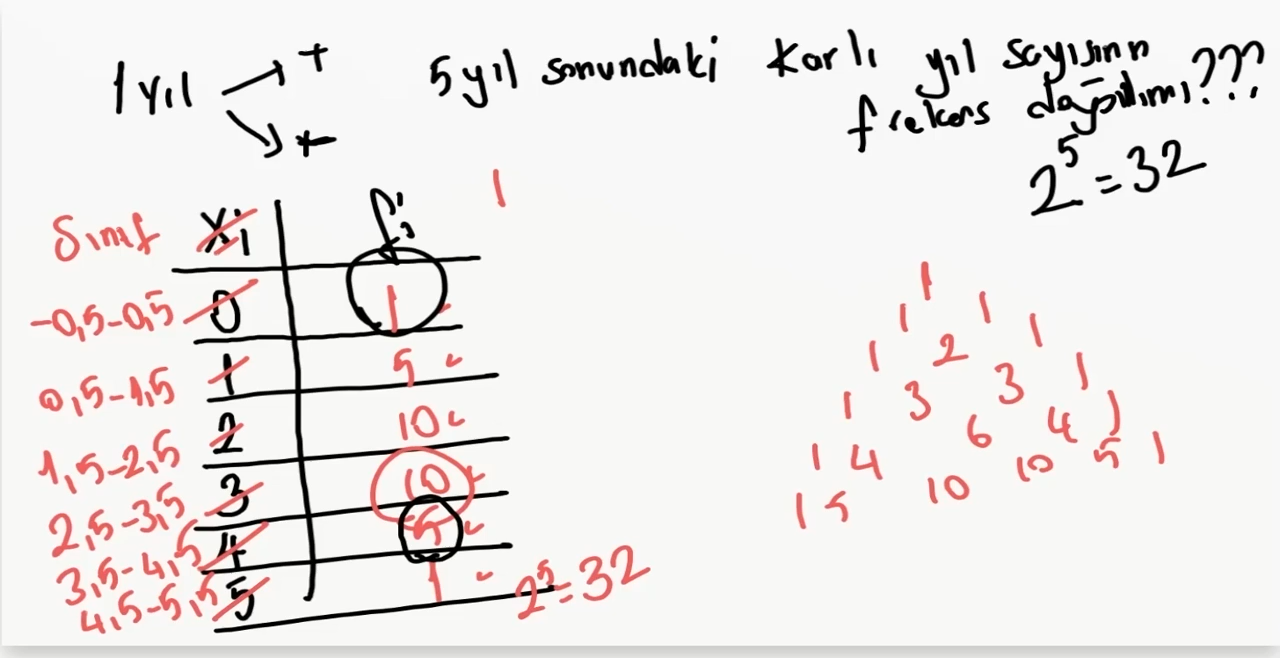 1 yıl + 5 yıl sonundaki Karlı yıl sayısının
- frekans dağılımı???
2^5 = 32
Sınıf Xi fi 1
-0,5-0,5 0 1
0,5-1,5 1 5
1,5-2,5 2 10
2,5-3,5 3 10
3,5-4,5 4 5
4,5-5,5 5 1
2^5=32
1
1 1
1 2 1
1 3 3 1
1 4 6 4 1
1 5 10 10 5 1